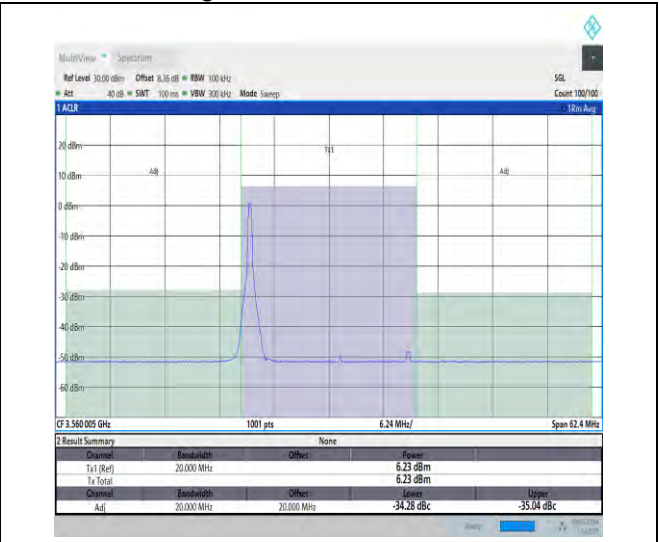 MultiView Spectrum
Ref Level 30.00 dBm Offset 8.36 dB RBW 100 kHz SGL
Att 40 dB SWT 100 ms VBW 300 kHz Mode Sweep Count 100/100
1 ACLR 1Rm Avg
20 dBm
Tx1
Adj Adj
10 dBm
0 dBm
-10 dBm
-20 dBm
-30 dBm
-40 dBm
-50 dBm
-60 dBm
CF 3.560 005 GHz 1001 pts 6.24 MHz/ Span 62.4 MHz
2 Result Summary None
Channel Bandwidth Offset Power
Tx1 (Ref) 20.000 MHz 6.23 dBm
Tx Total 6.23 dBm
Channel Bandwidth Offset Lower Upper
Adj 20.000 MHz 20.000 MHz -34.28 dBc -35.04 dBc